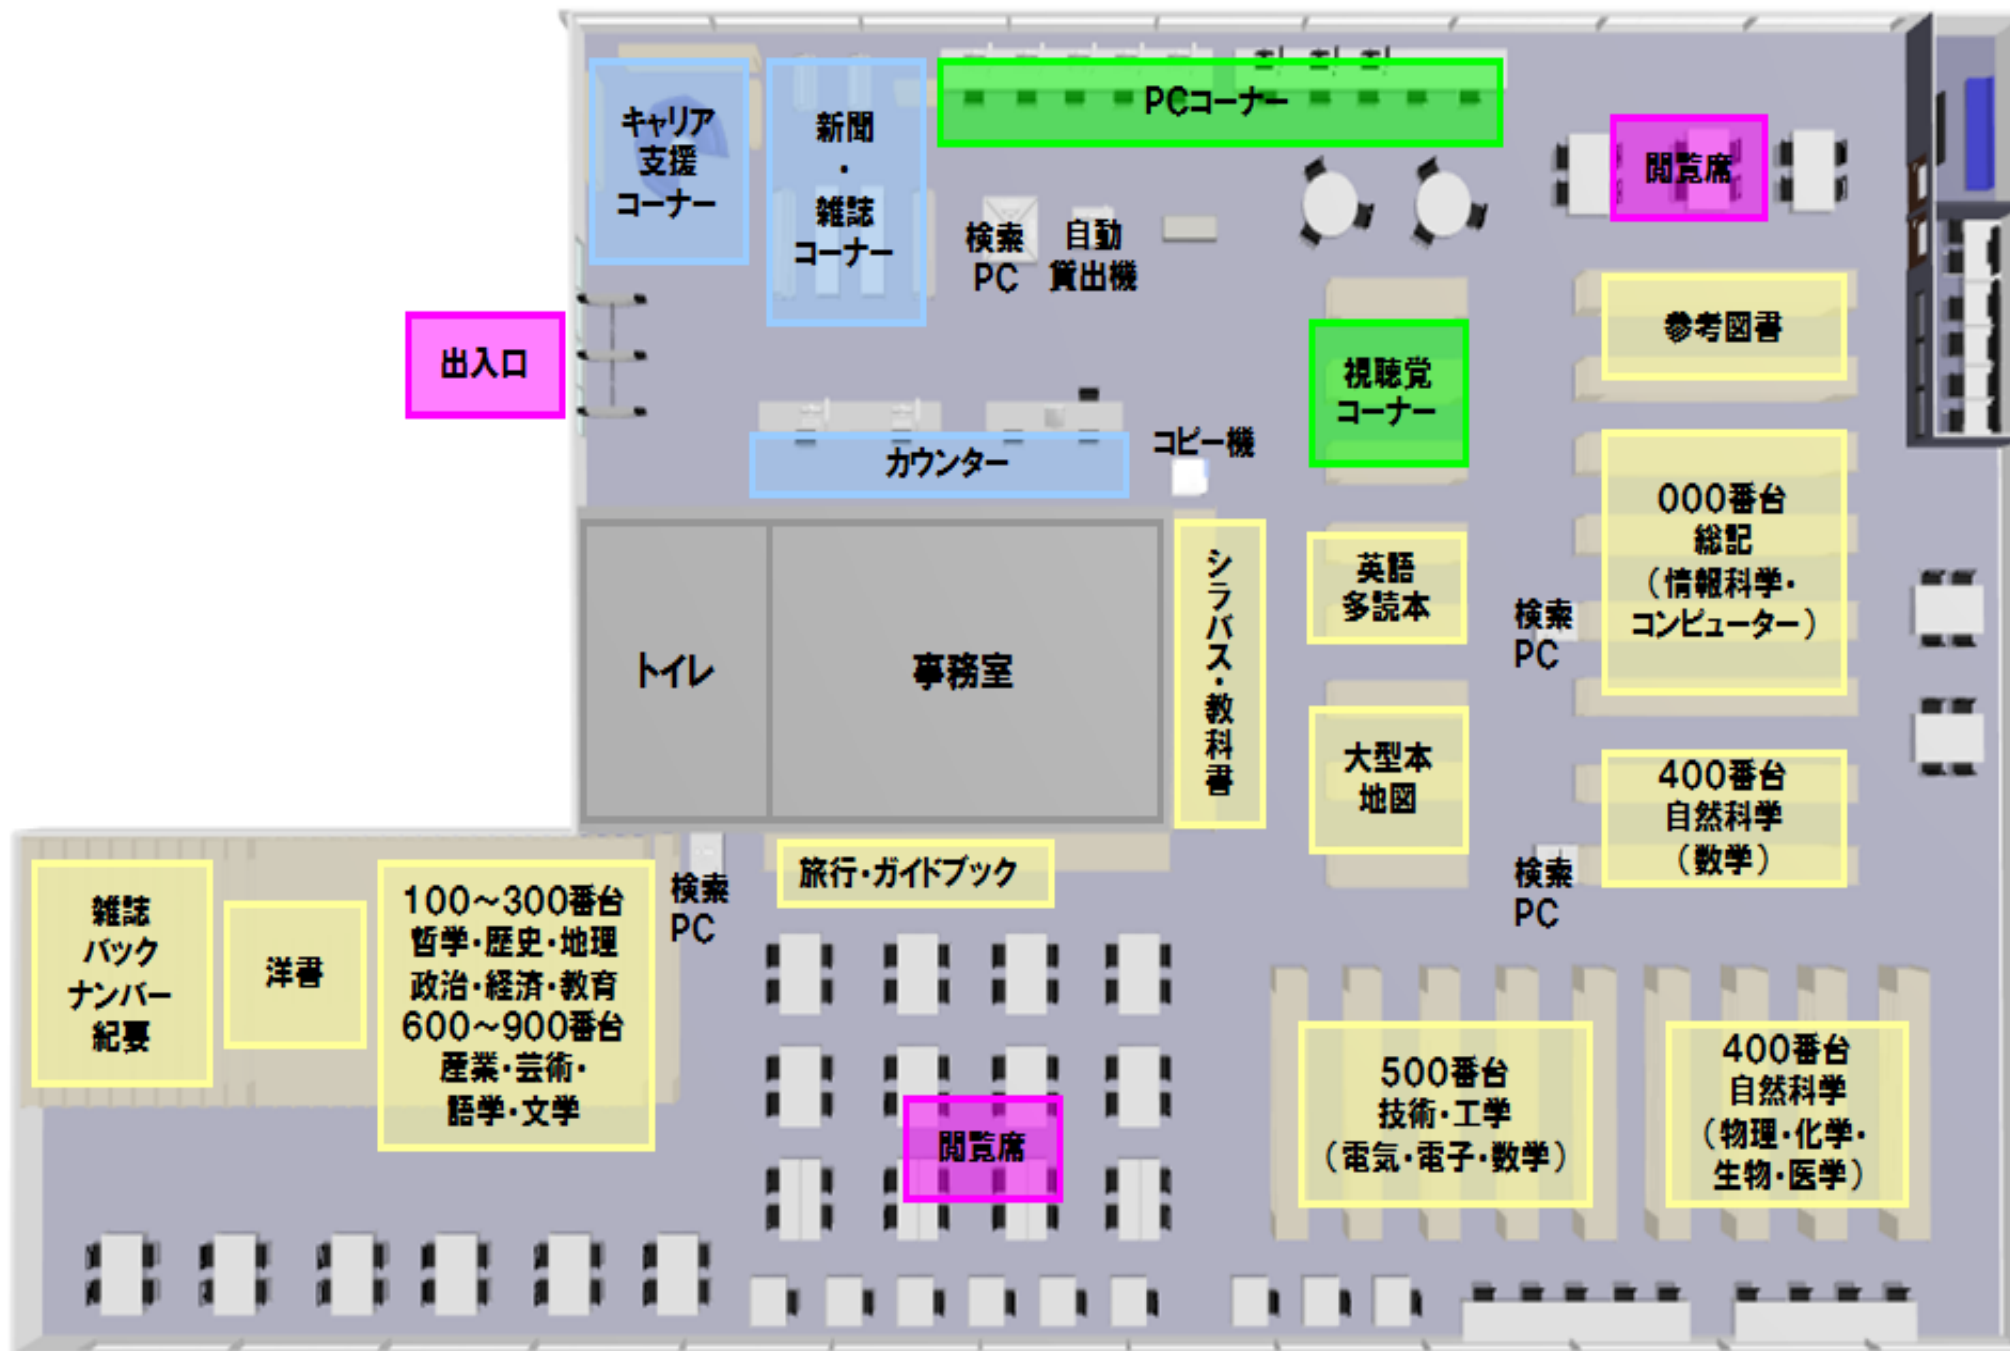 キャリア
支援
コーナー
新聞
・
雑誌
コーナー
PCコーナー
閲覧席
検索
PC
自動
貸出機
出入口
参考図書
視聴覚
コーナー
カウンター
コピー機
000番台
総記
（情報科学・
コンピューター）
シラバス・教科書
英語
多読本
検索
PC
トイレ
事務室
大型本
地図
400番台
自然科学
（数学）
旅行・ガイドブック
検索
PC
検索
PC
雑誌
バック
ナンバー
紀要
洋書
100～300番台
哲学・歴史・地理
政治・経済・教育
600～900番台
産業・芸術・
語学・文学
閲覧席
500番台
技術・工学
（電気・電子・数学）
400番台
自然科学
（物理・化学・
生物・医学）